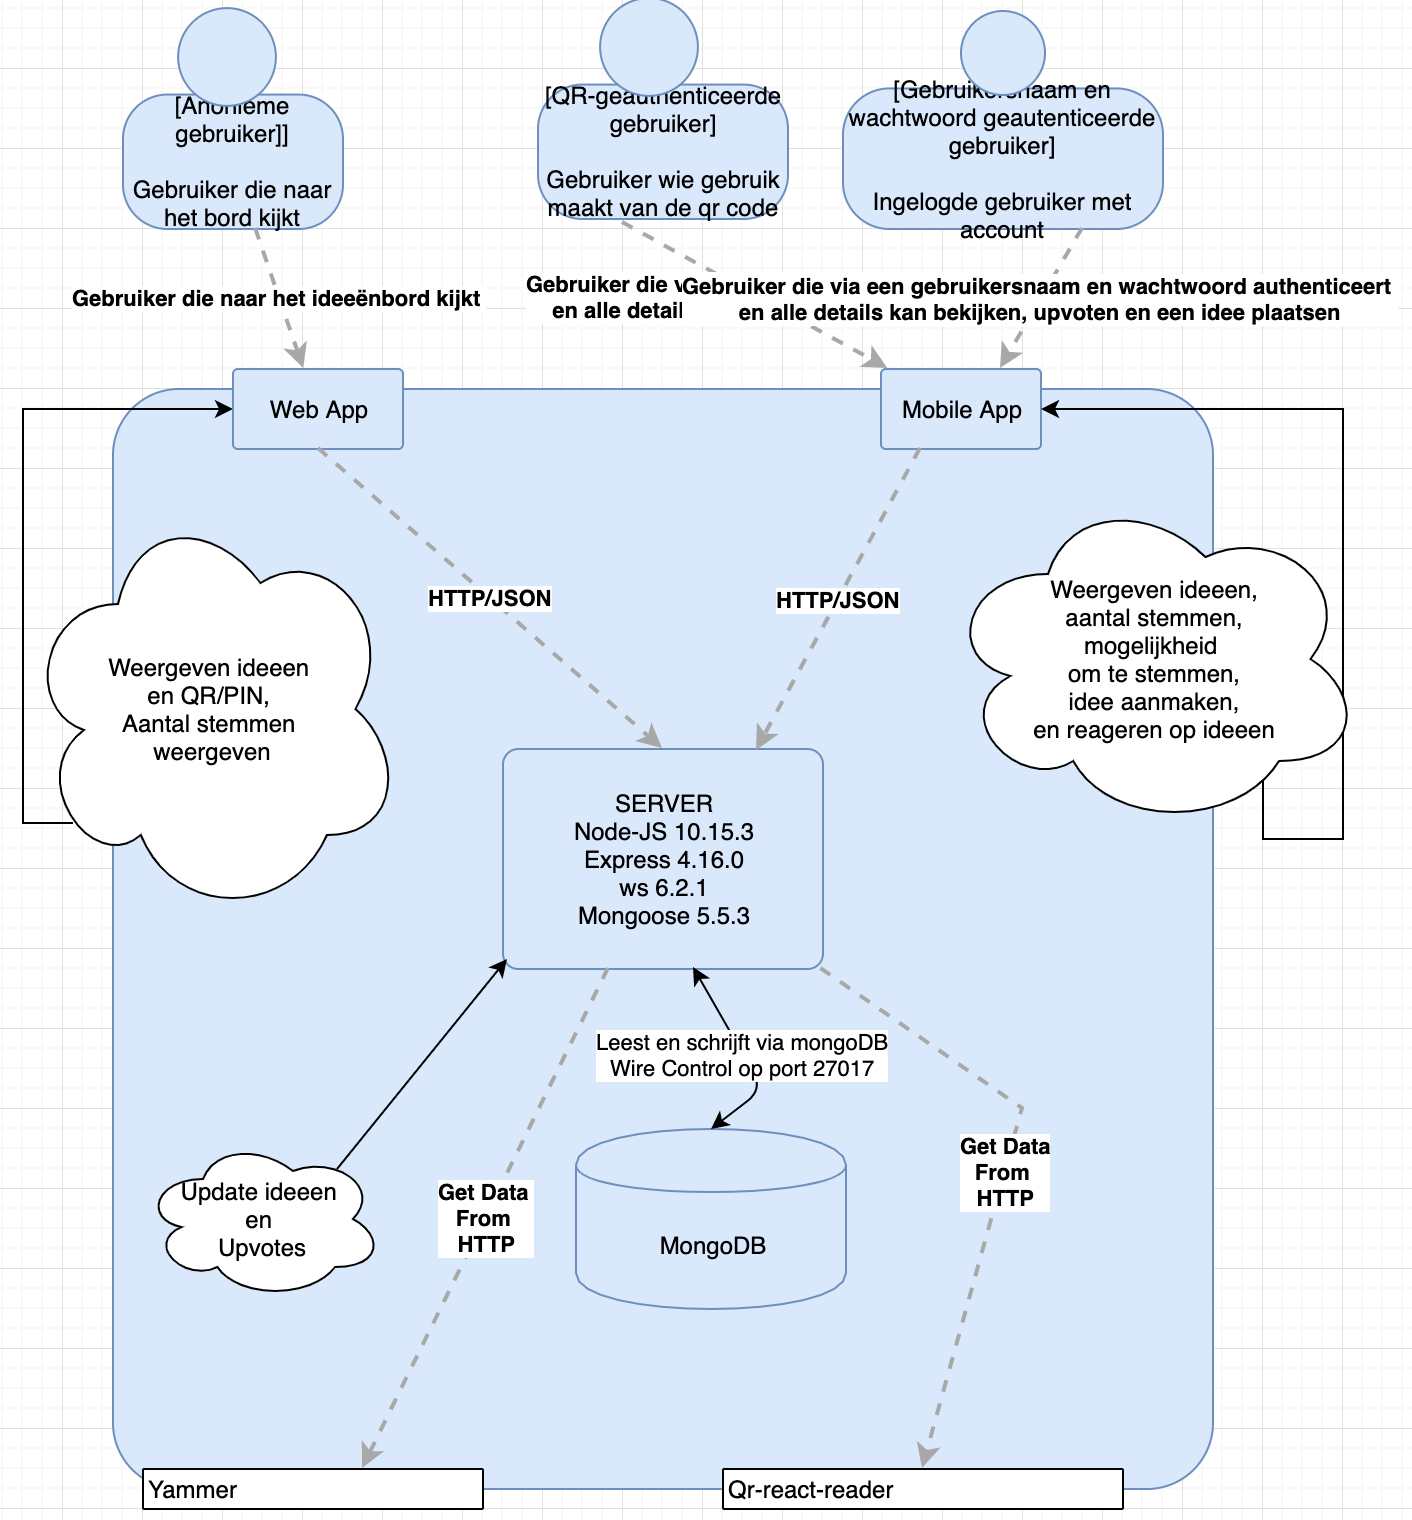 [Anonieme
gebruiker]]
Gebruiker die naar
het bord kijkt
[QR-geauthenticeerde
gebruiker]
Gebruiker wie gebruik
maakt van de qr code
[Gebruikersnaam en
wachtwoord geautenticeerde
gebruiker]
Ingelogde gebruiker met
account
Gebruiker die naar het ideeënbord kijkt
Gebruiker die
en alle detail
Gebruiker die via een gebruikersnaam en wachtwoord authenticeert
en alle details kan bekijken, upvoten en een idee plaatsen
Web App
Mobile App
HTTP/JSON
HTTP/JSON
Weergeven ideeen
en QR/PIN,
Aantal stemmen
weergeven
Weergeven ideeen,
aantal stemmen,
mogelijkheid
om te stemmen,
idee aanmaken,
en reageren op ideeen
SERVER
Node-JS 10.15.3
Express 4.16.0
ws 6.2.1
Mongoose 5.5.3
Leest en schrijft via mongoDB
Wire Control op port 27017
Update ideeen
en
Upvotes
Get Data
From
HTTP
Get Data
From
HTTP
MongoDB
Yammer
Qr-react-reader